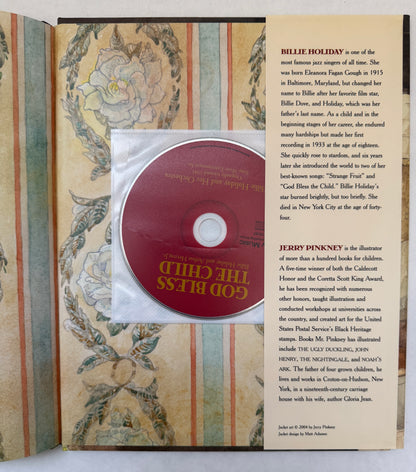 BILLIE HOLIDAY is one of the
most famous jazz singers of all time. She
was born Eleanora Fagan Gough in 1915
in Baltimore, Maryland, but changed her
name to Billie after her favorite film star,
Billie Dove, and Holiday, which was her
father's last name. As a child and in the
beginning stages of her career, she endured
many hardships but made her first
recording in 1933 at the age of eighteen.
She quickly rose to stardom, and six years
later she introduced the world to two of her
best-known songs: "Strange Fruit" and
"God Bless the Child." Billie Holiday's
star burned brightly, but too briefly. She
died in New York City at the age of forty-
four.
JERRY PINKNEY is the illustrator
of more than a hundred books for children.
A five-time winner of both the Caldecott
Honor and the Coretta Scott King Award,
he has been recognized with numerous
other honors, taught illustration and
conducted workshops at universities across
the country, and created art for the United
States Postal Service's Black Heritage
stamps. Books Mr. Pinkney has illustrated
include THE UGLY DUCKLING, JOHN
HENRY, THE NIGHTINGALE, and NOAH'S
ARK. The father of four grown children, he
lives and works in Croton-on-Hudson, New
York, in a nineteenth-century carriage
house with his wife, author Gloria Jean.
Jacket art © 2004 by Jerry Pinkney
Jacket design by Matt Adamec
GOD BLESS
THE CHILD
Billie Holiday and Arthur Herzog Jr.
Billie Holiday and Her Orchestra